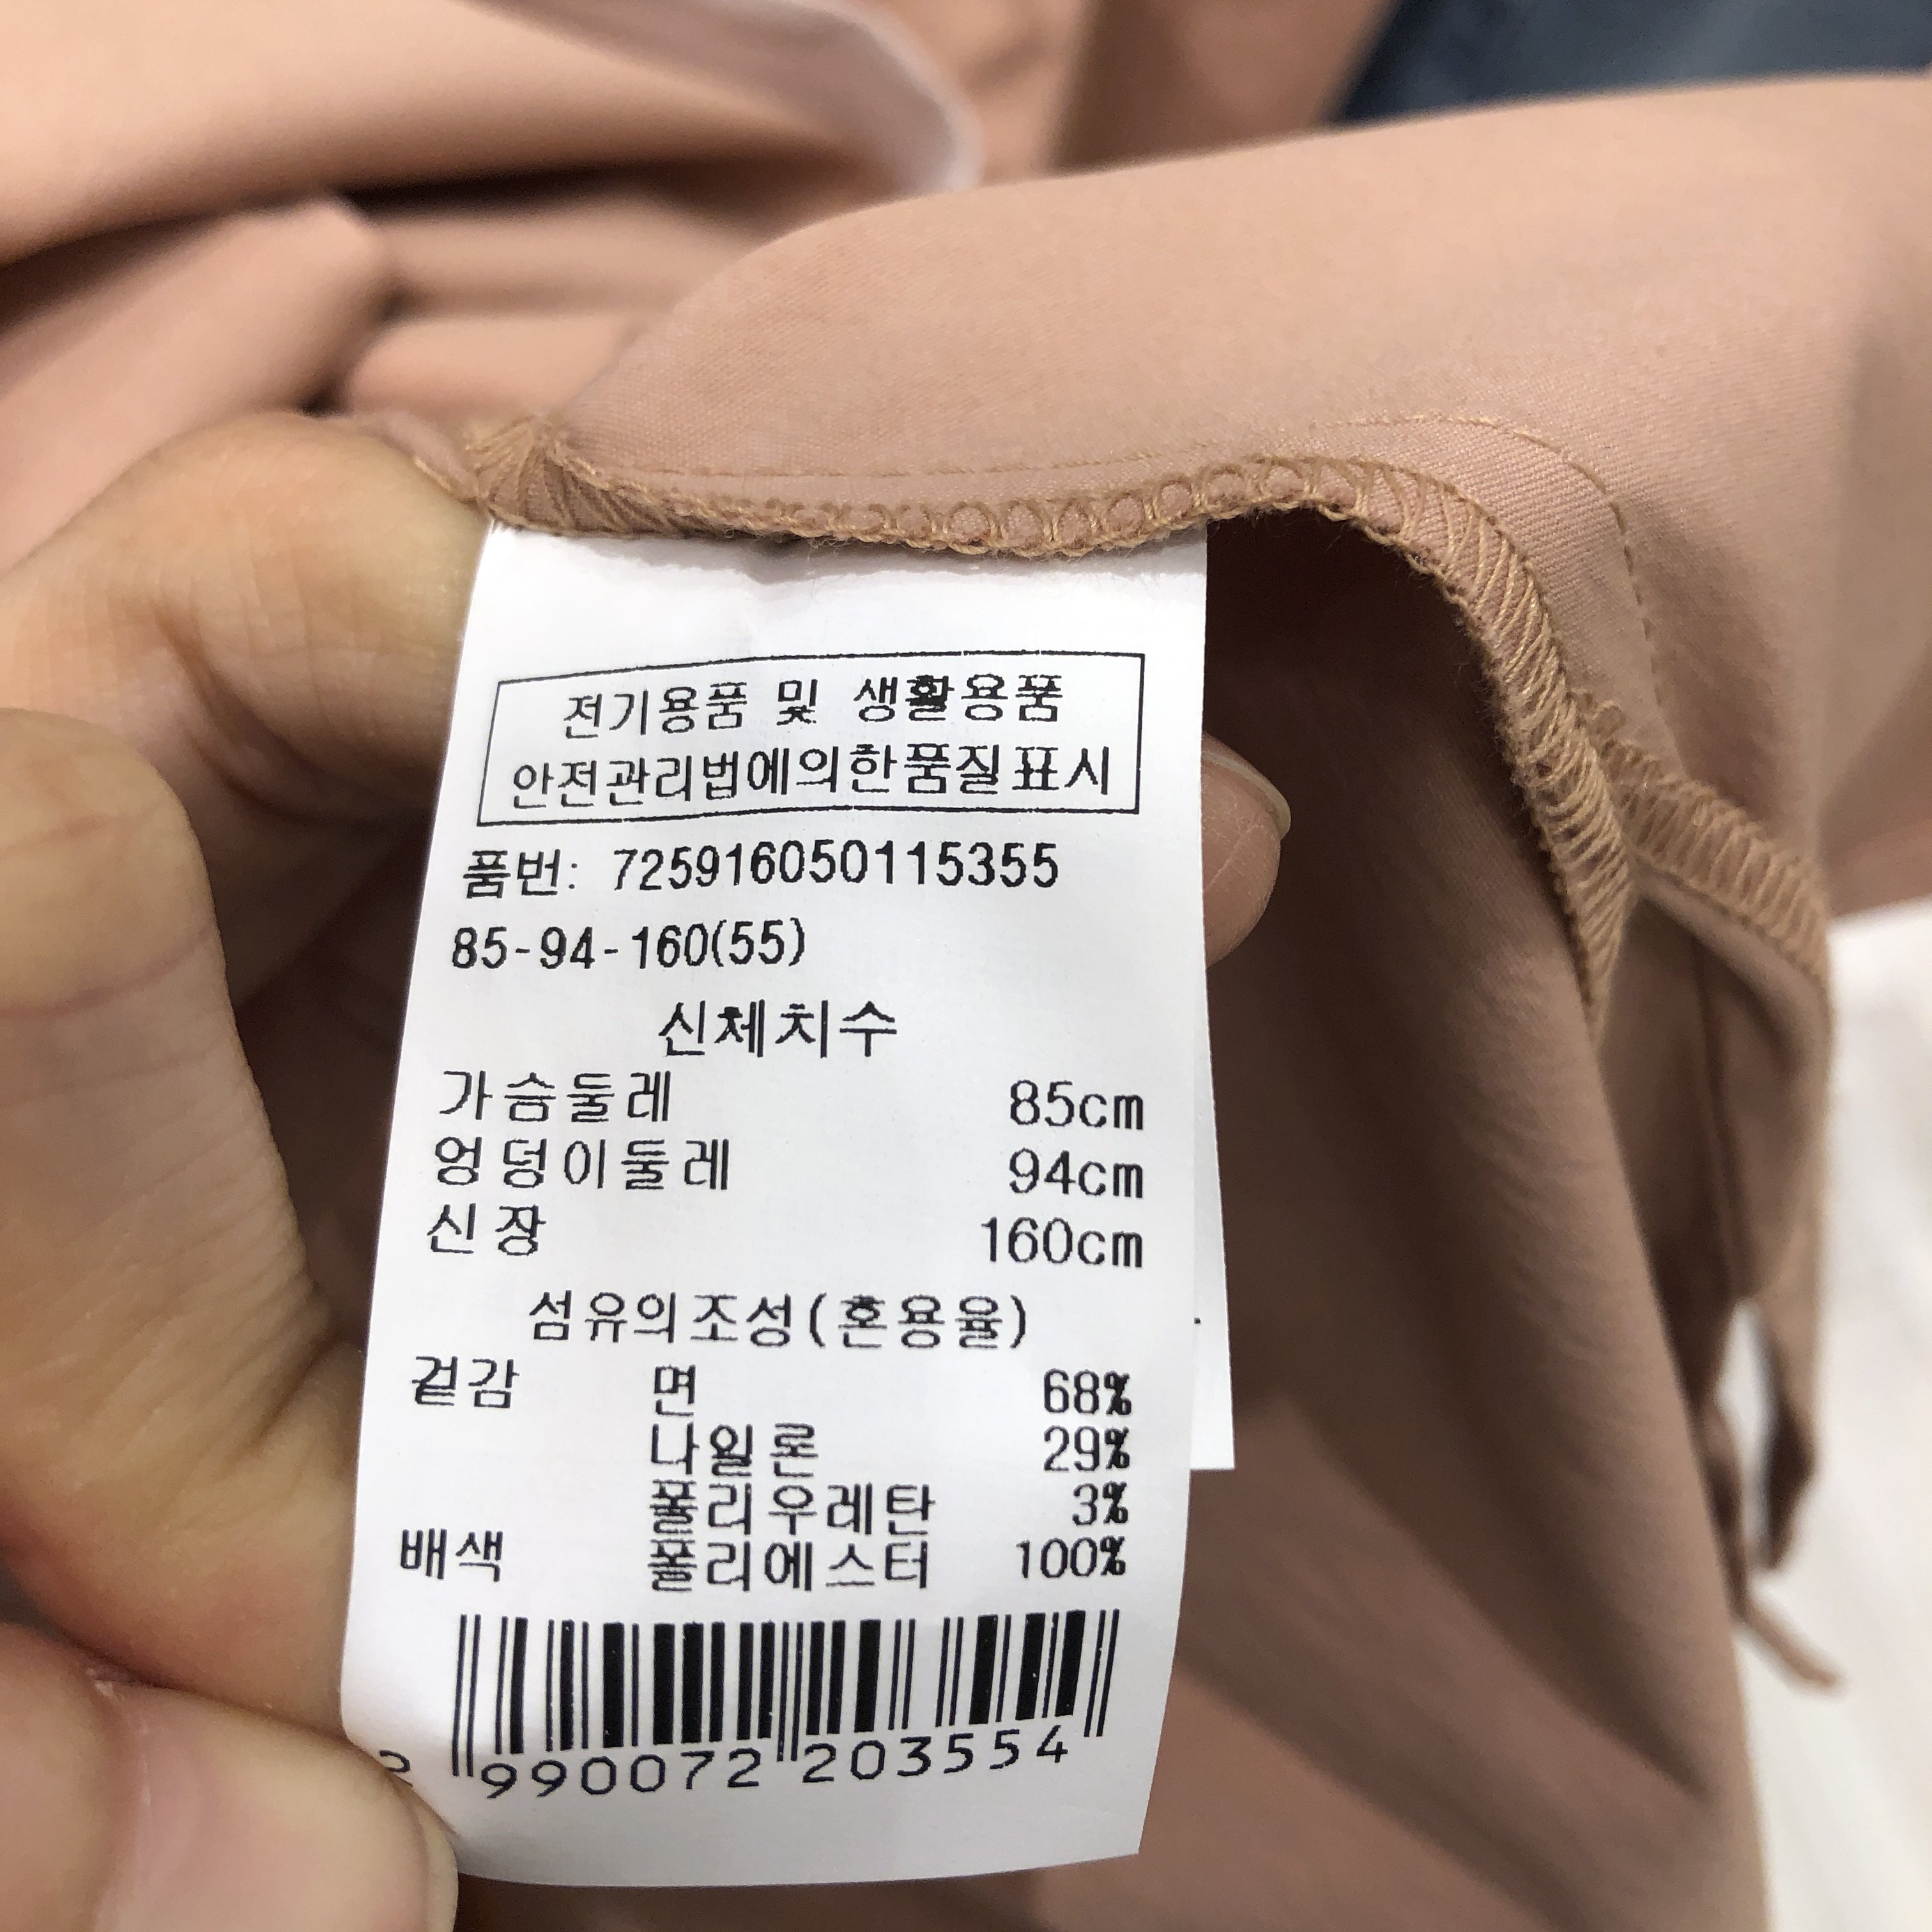 전기용품 및 생활용품
안전관리법에의한품질표시
품번: 725916050115355
85-94-160(55)
신체치수
가슴둘레 85cm
엉덩이둘레 94cm
신장 160cm
섬유의조성(혼용율)
겉감 면 68%
나일론 29%
폴리우레탄 3%
배색 폴리에스터 100%
2 990072 203554